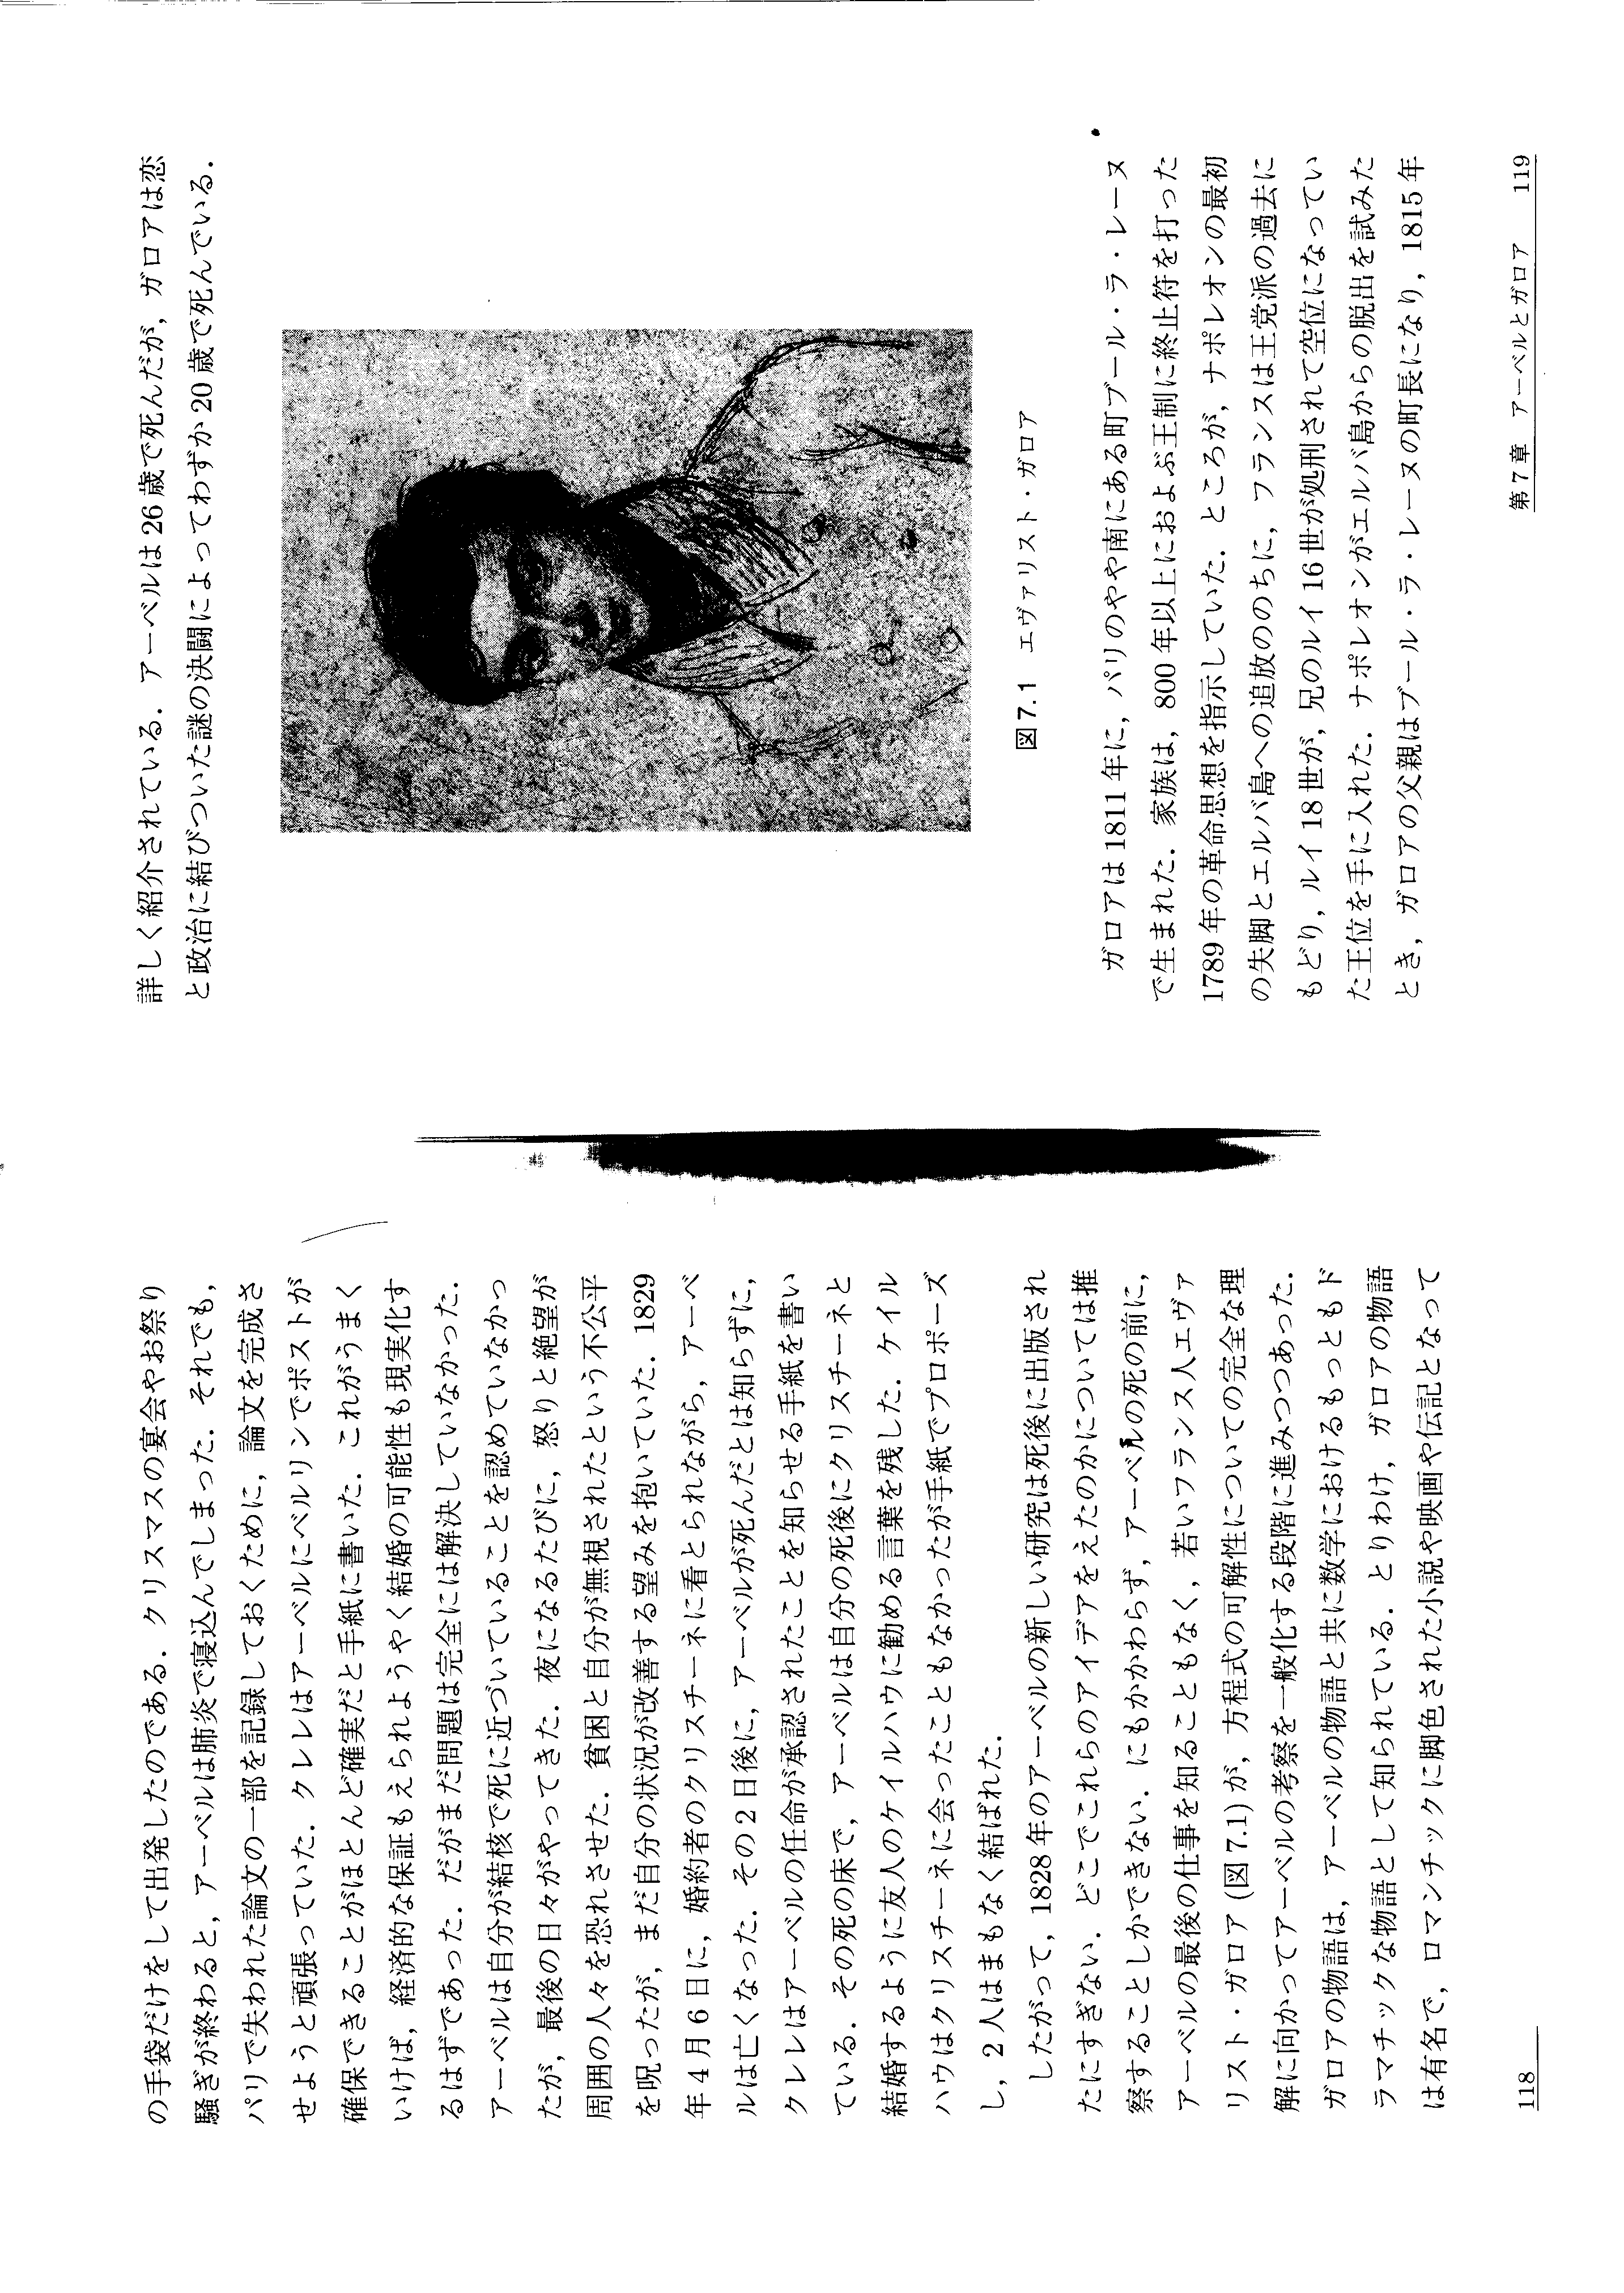 の手袋だけをして出発したのである．クリスマスの宴会やお祭り
騒ぎが終わると，アーベルは肺炎で寝込んでしまった．それでも，
パリで失われた論文の一部を記録しておくために，論文を完成さ
せようと頑張っていた．クレレはアーベルにベルリンでポストが
確保できることがほとんど確実だと手紙に書いた．これがうまく
いけば，経済的な保証もえられようやく結婚の可能性も現実化す
るはずであった．だがまだ問題は完全には解決していなかった．
アーベルは自分が結核で死に近づいていることを認めていなかっ
たが，最後の日々がやってきた．夜になるたびに，怒りと絶望が
周囲の人々を恐れさせた．貧困と自分が無視されたという不公平
を呪ったが，まだ自分の状況が改善する望みを抱いていた．1829
年4月6日に，婚約者のクリスチーネに看とられながら，アーベ
ルは亡くなった．その2日後に，アーベルが死んだとは知らずに，
クレレはアーベルの任命が承認されたことを知らせる手紙を書い
ている．その死の床で，アーベルは自分の死後にクリスチーネと
結婚するように友人のケイルハウに勧める言葉を残した．ケイル
ハウはクリスチーネに会ったこともなかったが手紙でプロポーズ
し，2人はまもなく結ばれた．
したがって，1828年のアーベルの新しい研究は死後に出版され
たにすぎない．どこでこれらのアイデアをえたのかについては推
察することしかできない．にもかかわらず，アーベルの死の前に，
アーベルの最後の仕事を知ることもなく，若いフランス人エヴァ
リスト・ガロア（図7.1）が，方程式の可解性についての完全な理
解に向かってアーベルの考察を一般化する段階に進みつつあった．
ガロアの物語は，アーベルの物語と共に数学におけるもっともド
ラマチックな物語として知られている．とりわけ，ガロアの物語
は有名で，ロマンチックに脚色された小説や映画や伝記となって
118
詳しく紹介されている．アーベルは26歳で死んだが，ガロアは恋
と政治に結びついた謎の決闘によってわずか20歳で死んでいる．
図7.1 エヴァリスト・ガロア
ガロアは1811年に，パリのやや南にある町ブール・ラ・レーヌ
で生まれた．家族は，800年以上におよぶ王制に終止符を打った
1789年の革命思想を指示していた．ところが，ナポレオンの最初
の失脚とエルバ島への追放ののちに，フランスは王党派の過去に
もどり，ルイ18世が，兄のルイ16世が処刑されて空位になってい
た王位を手に入れた．ナポレオンがエルバ島からの脱出を試みた
とき，ガロアの父親はブール・ラ・レーヌの町長になり，1815年
第7章 アーベルとガロア 119